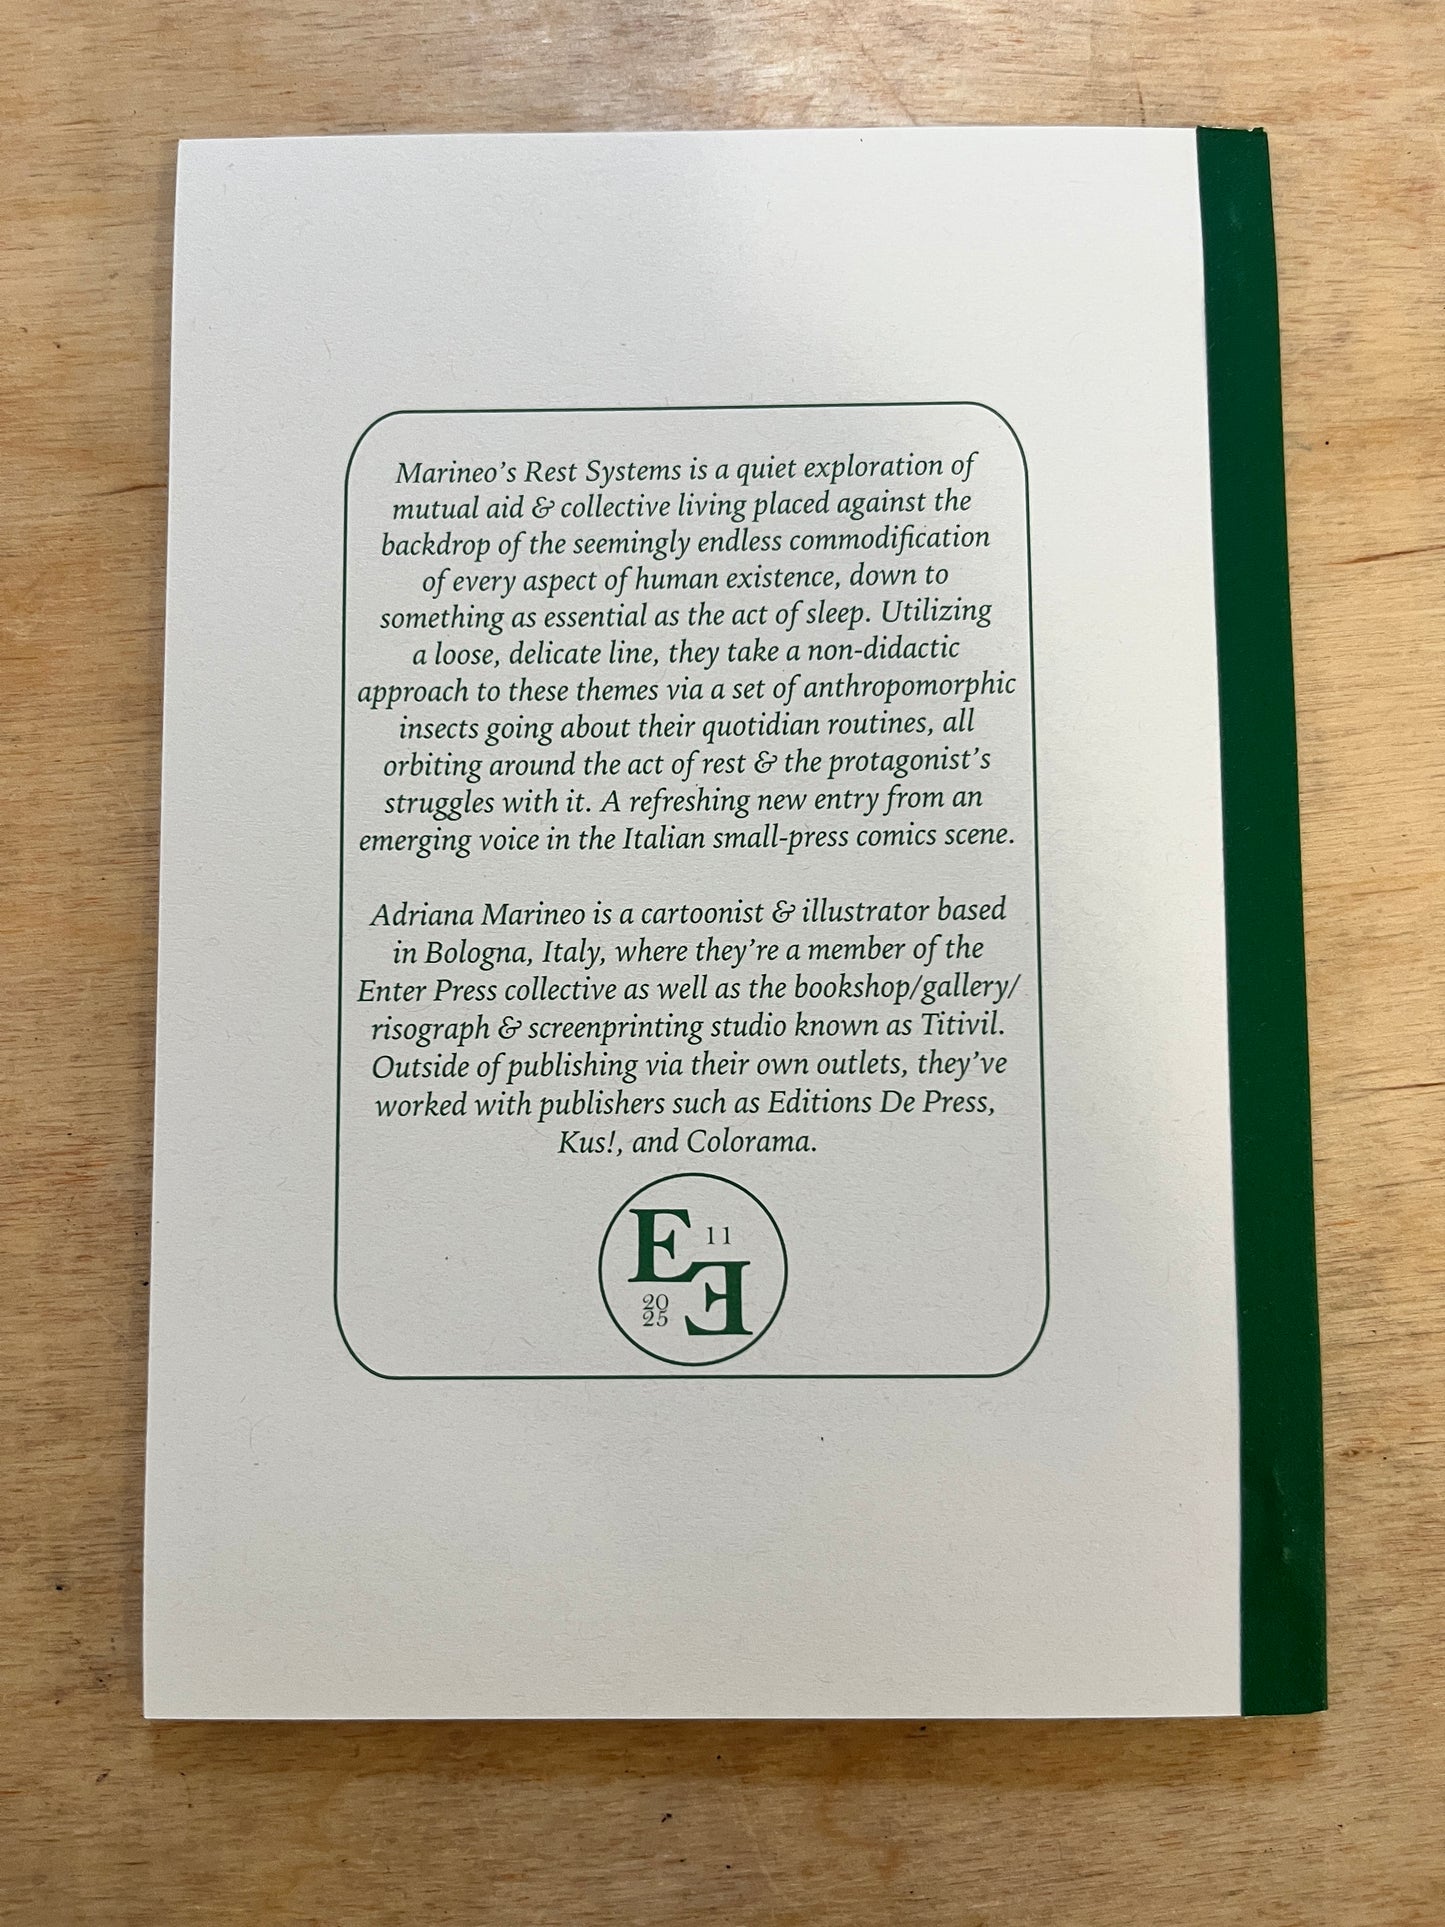 Marineo's Rest Systems is a quiet exploration of
mutual aid & collective living placed against the
backdrop of the seemingly endless commodification
of every aspect of human existence, down to
something as essential as the act of sleep. Utilizing
a loose, delicate line, they take a non-didactic
approach to these themes via a set of anthropomorphic
insects going about their quotidian routines, all
orbiting around the act of rest & the protagonist's
struggles with it. A refreshing new entry from an
emerging voice in the Italian small-press comics scene.
Adriana Marineo is a cartoonist & illustrator based
in Bologna, Italy, where they're a member of the
Enter Press collective as well as the bookshop/gallery/
risograph & screenprinting studio known as Titivil.
Outside of publishing via their own outlets, they've
worked with publishers such as Editions De Press,
Kus!, and Colorama.
E 11
20
25 E